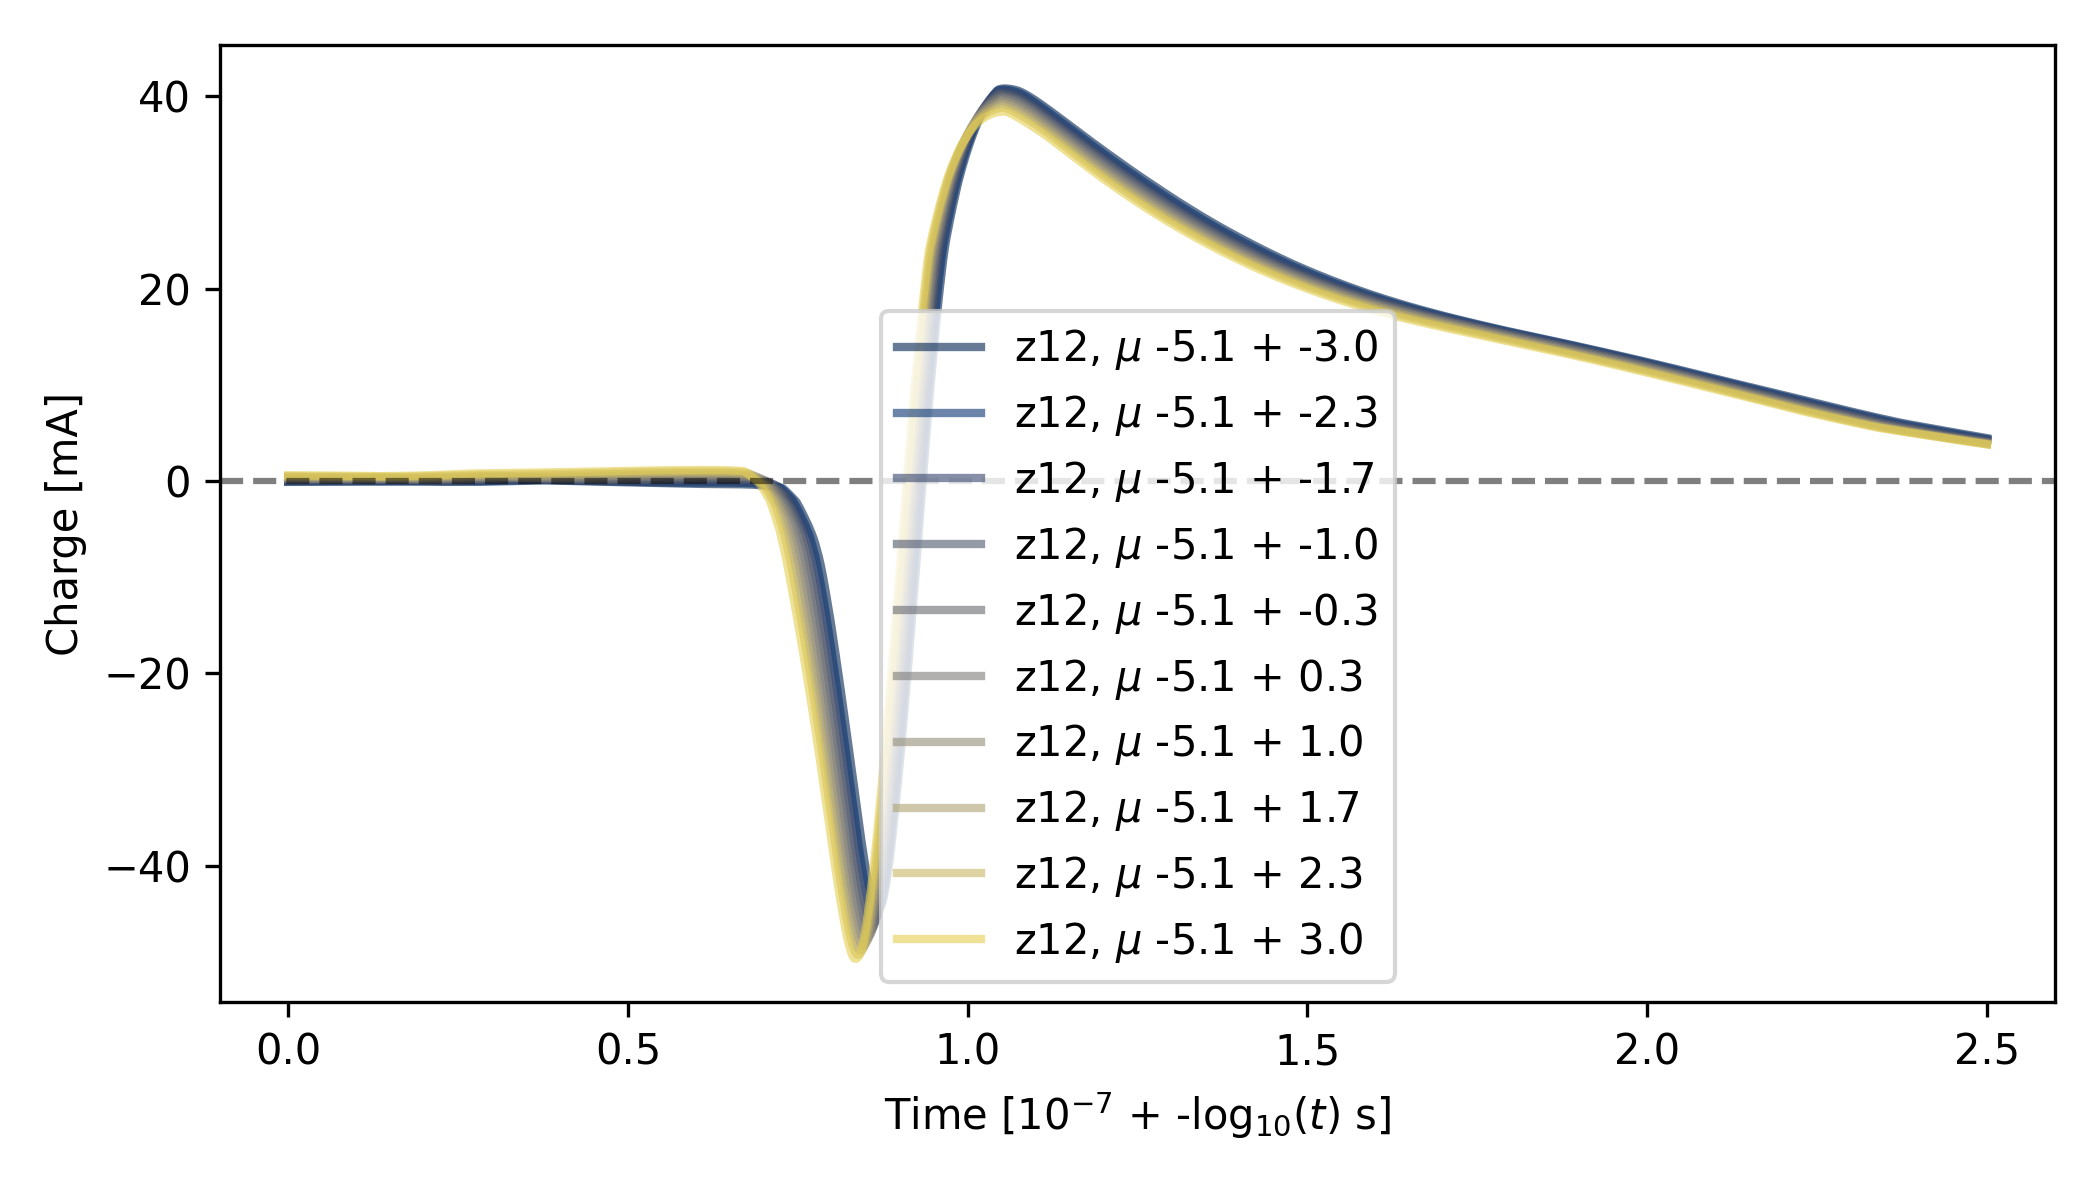 40
20
0
−20
−40
Charge [mA]
z12, μ -5.1 + -3.0
z12, μ -5.1 + -2.3
z12, μ -5.1 + -1.7
z12, μ -5.1 + -1.0
z12, μ -5.1 + -0.3
z12, μ -5.1 + 0.3
z12, μ -5.1 + 1.0
z12, μ -5.1 + 1.7
z12, μ -5.1 + 2.3
z12, μ -5.1 + 3.0
0.0 0.5 1.0 1.5 2.0 2.5
Time [10⁻⁷ + -log₁₀(t) s]